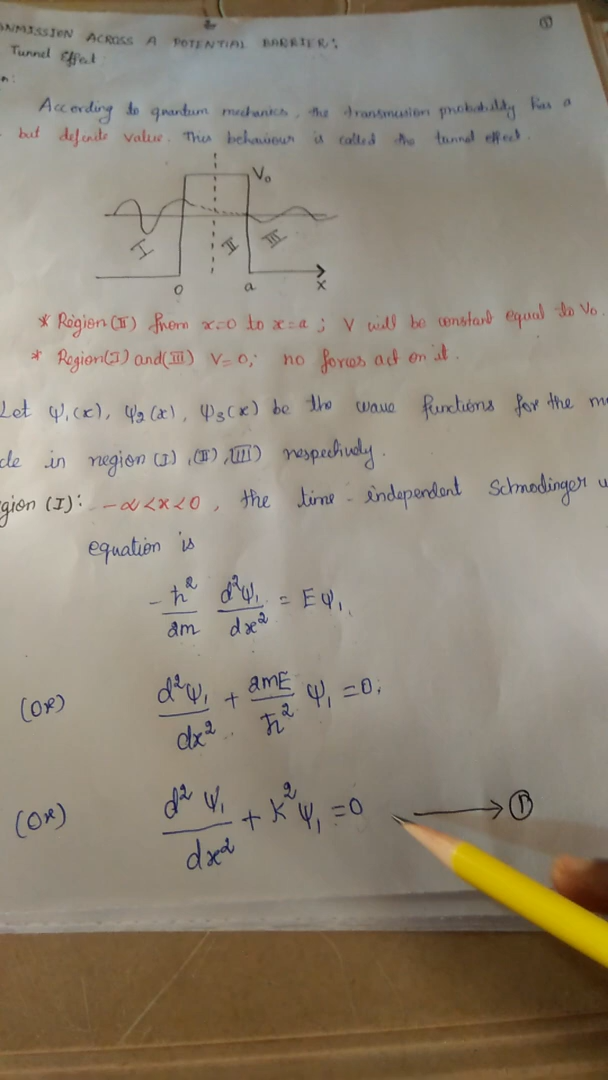 ①
NMISSION ACROSS A POTENTIAL BARRIER:
Tunnel Effect
n:
According to quantum mechanics, the transmission probability has a
but definite value. This behaviour is called the tunnel effect.
V₀
I II III
0 a x
* Region(II) from x=0 to x=a ; V will be constant equal to V₀.
* Region(I) and(III) V=0; no forces act on it.
Let ψ₁(x), ψ₂(x), ψ₃(x) be the wave functions for the
cle in region (I), (II), (III) respectively.
gion (I): -∝<x<0, the time-independent Schrodinger
equation is
-ħ²/2m d²ψ₁/dx² = Eψ₁
(Or) d²ψ₁/dx² + 2mE/ħ² ψ₁ = 0;
(Or) d²ψ₁/dx² + K²ψ₁ = 0 → ①